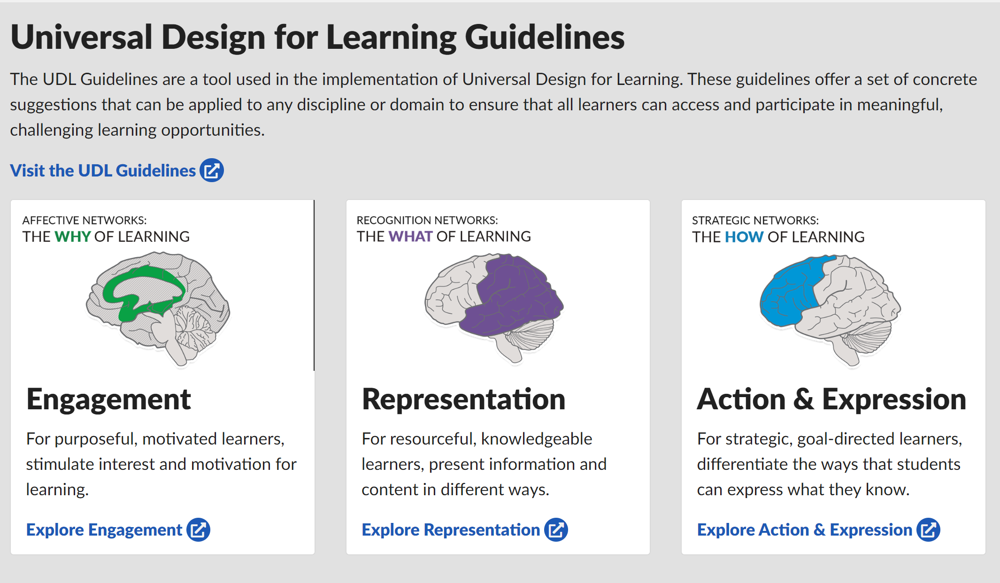 Universal Design for Learning Guidelines
The UDL Guidelines are a tool used in the implementation of Universal Design for Learning. These guidelines offer a set of concrete
suggestions that can be applied to any discipline or domain to ensure that all learners can access and participate in meaningful,
challenging learning opportunities.
Visit the UDL Guidelines
AFFECTIVE NETWORKS:
THE WHY OF LEARNING
Engagement
For purposeful, motivated learners,
stimulate interest and motivation for
learning.
Explore Engagement
RECOGNITION NETWORKS:
THE WHAT OF LEARNING
Representation
For resourceful, knowledgeable
learners, present information and
content in different ways.
Explore Representation
STRATEGIC NETWORKS:
THE HOW OF LEARNING
Action & Expression
For strategic, goal-directed learners,
differentiate the ways that students
can express what they know.
Explore Action & Expression